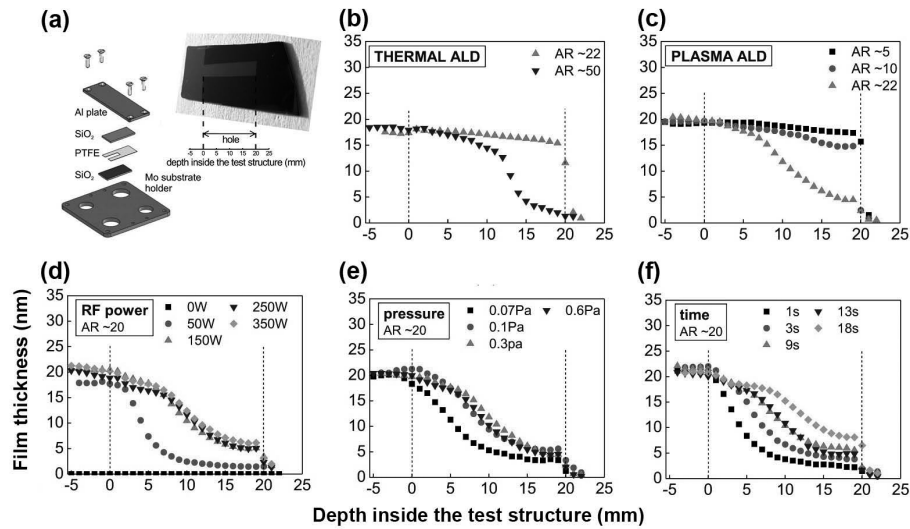 (a)
Al plate
SiO₂
PTFE
SiO₂
Mo substrate
holder
hole
-5 0 5 10 15 20 25
depth inside the test structure (mm)
(b)
THERMAL ALD
AR ~22
AR ~50
35
30
25
20
15
10
5
0
-5 0 5 10 15 20 25
(c)
PLASMA ALD
AR ~5
AR ~10
AR ~22
35
30
25
20
15
10
5
0
-5 0 5 10 15 20 25
(d)
RF power
AR ~20
0W 250W
50W 350W
150W
35
30
25
20
15
10
5
0
-5 0 5 10 15 20 25
(e)
pressure
AR ~20
0.07Pa 0.6Pa
0.1Pa
0.3pa
35
30
25
20
15
10
5
0
-5 0 5 10 15 20 25
(f)
time
AR ~20
1s 13s
3s 18s
9s
35
30
25
20
15
10
5
0
-5 0 5 10 15 20 25
Film thickness (nm)
Depth inside the test structure (mm)